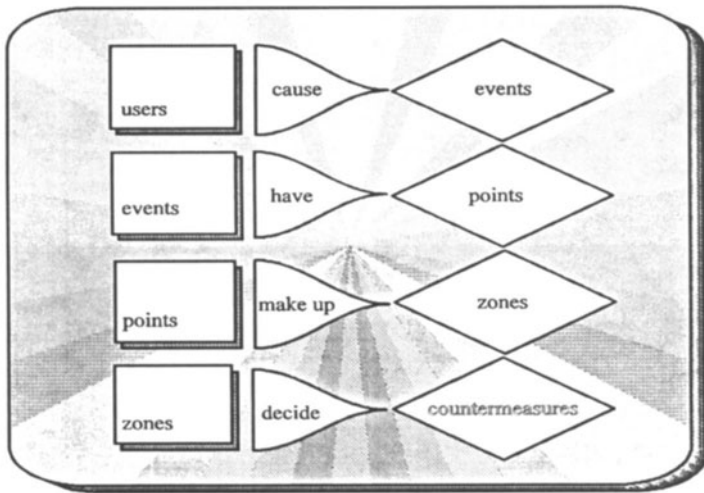 users cause events
events have points
points make up zones
zones decide countermeasures